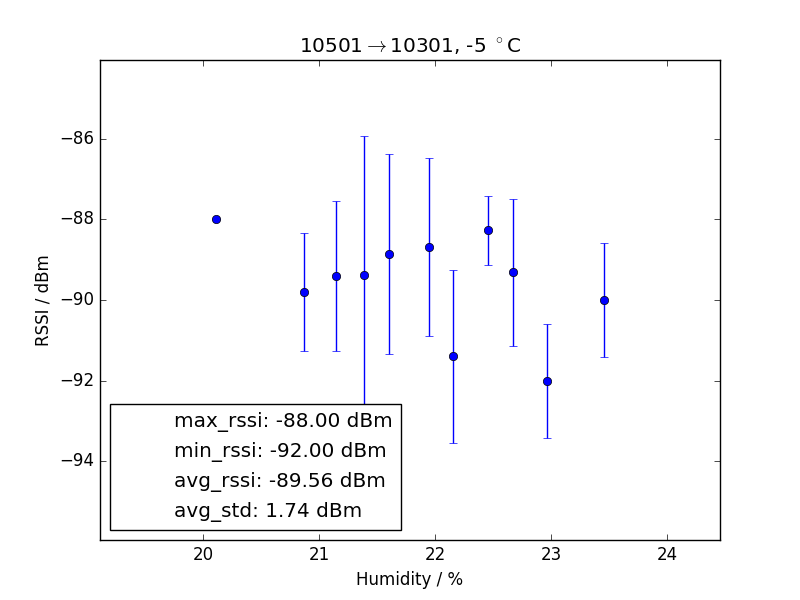 10501→10301, -5 °C
−86
−88
−90
−92
−94
RSSI / dBm
max_rssi: -88.00 dBm
min_rssi: -92.00 dBm
avg_rssi: -89.56 dBm
avg_std: 1.74 dBm
20 21 22 23 24
Humidity / %